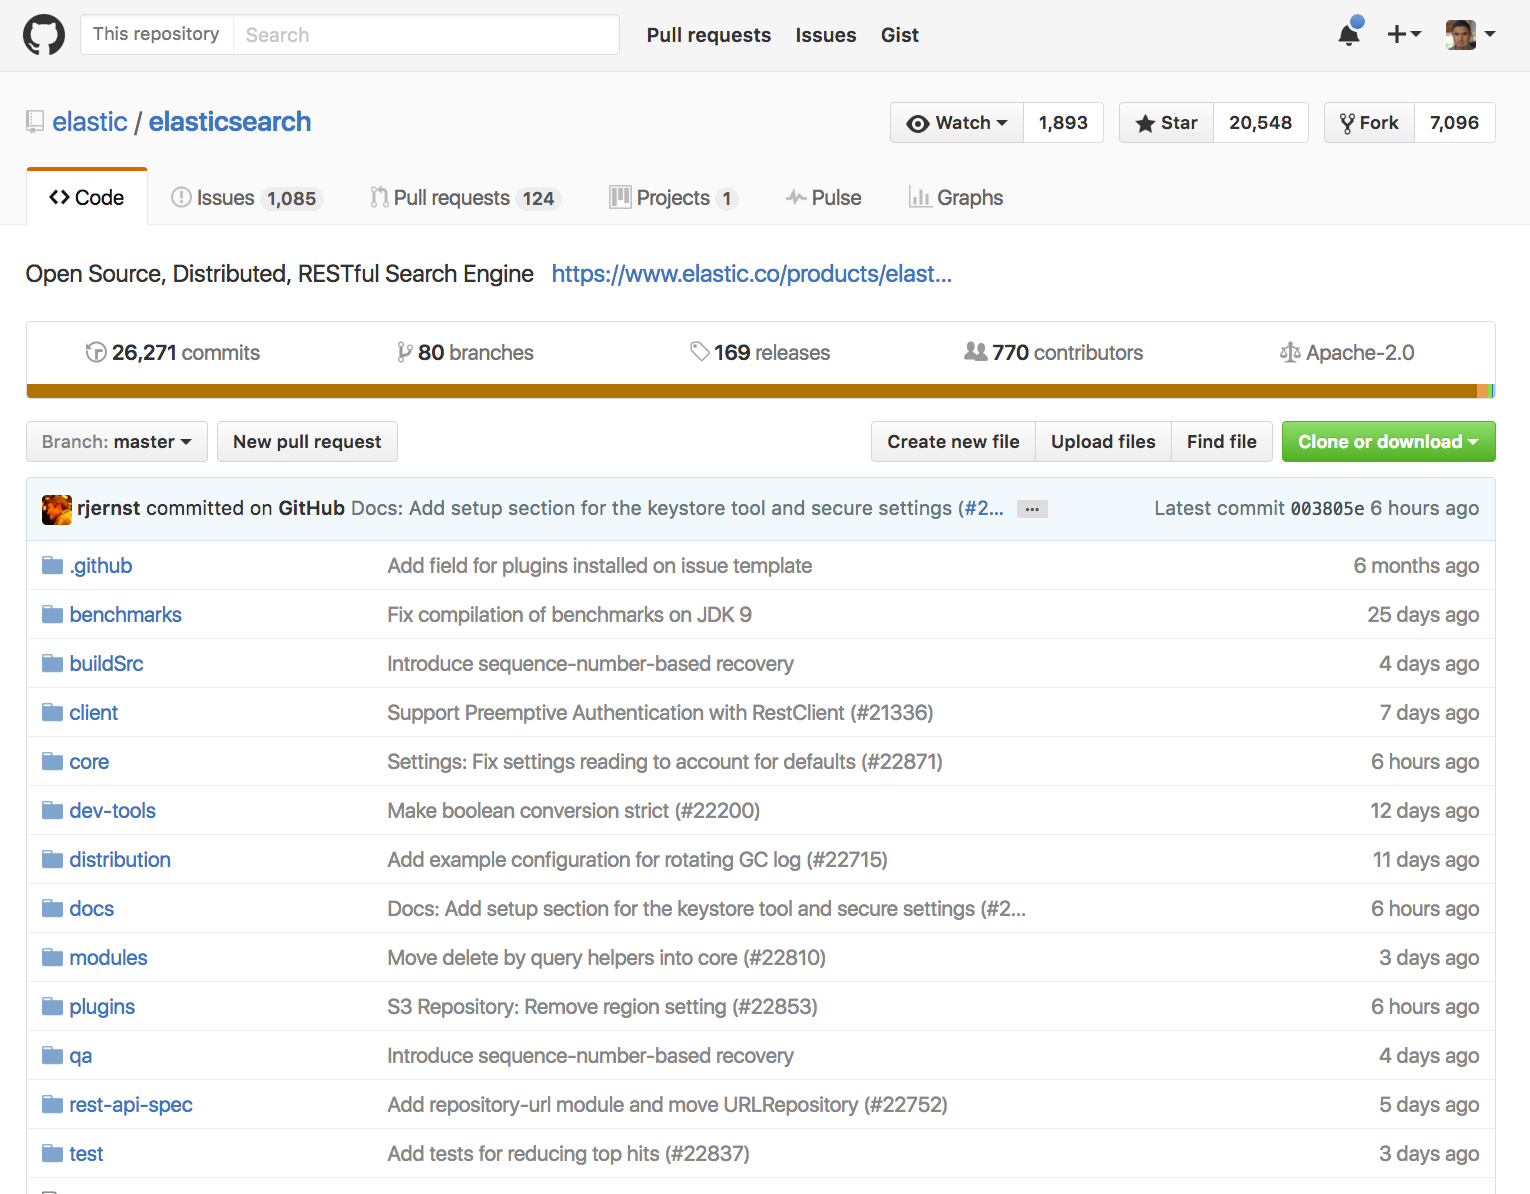 This repository Search Pull requests Issues Gist
elastic / elasticsearch Watch 1,893 Star 20,548 Fork 7,096
Code Issues 1,085 Pull requests 124 Projects 1 Pulse Graphs
Open Source, Distributed, RESTful Search Engine https://www.elastic.co/products/elast...
26,271 commits 80 branches 169 releases 770 contributors Apache-2.0
Branch: master New pull request Create new file Upload files Find file Clone or download
rjernst committed on GitHub Docs: Add setup section for the keystore tool and secure settings (#2... ... Latest commit 003805e 6 hours ago
.github Add field for plugins installed on issue template 6 months ago
benchmarks Fix compilation of benchmarks on JDK 9 25 days ago
buildSrc Introduce sequence-number-based recovery 4 days ago
client Support Preemptive Authentication with RestClient (#21336) 7 days ago
core Settings: Fix settings reading to account for defaults (#22871) 6 hours ago
dev-tools Make boolean conversion strict (#22200) 12 days ago
distribution Add example configuration for rotating GC log (#22715) 11 days ago
docs Docs: Add setup section for the keystore tool and secure settings (#2... 6 hours ago
modules Move delete by query helpers into core (#22810) 3 days ago
plugins S3 Repository: Remove region setting (#22853) 6 hours ago
qa Introduce sequence-number-based recovery 4 days ago
rest-api-spec Add repository-url module and move URLRepository (#22752) 5 days ago
test Add tests for reducing top hits (#22837) 3 days ago